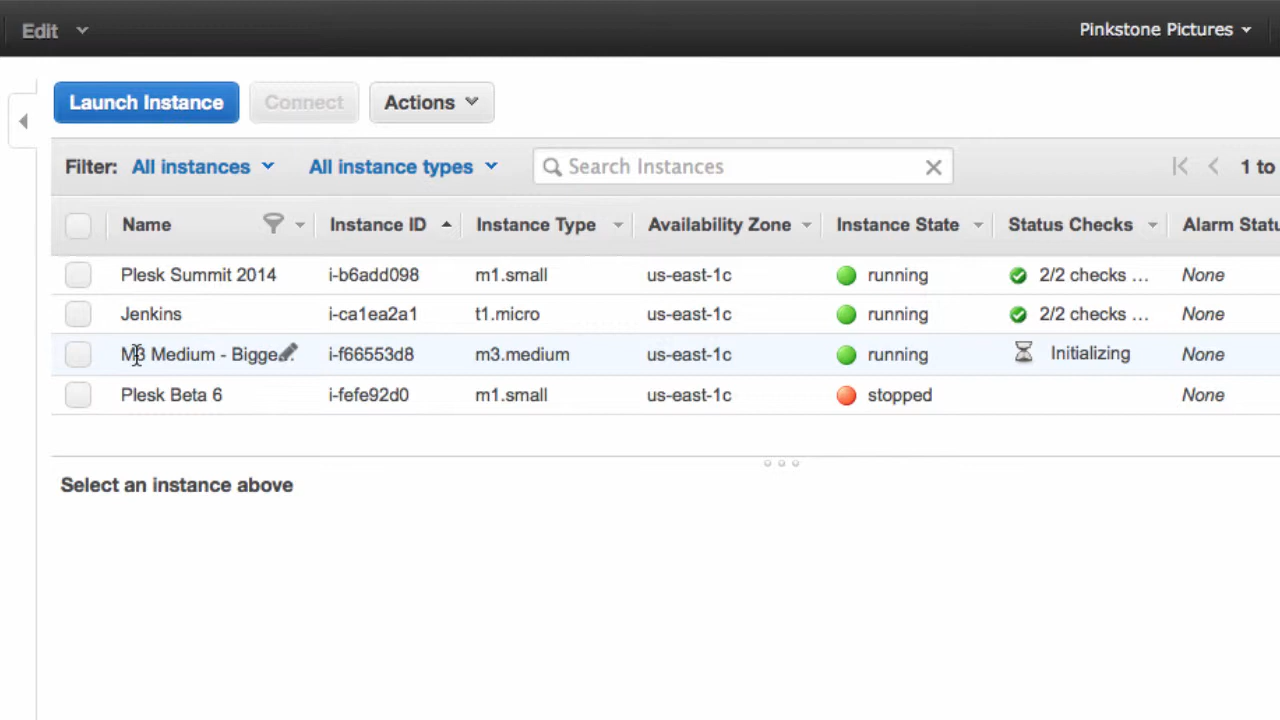 Edit Pinkstone Pictures
Launch Instance Connect Actions
Filter: All instances All instance types Search Instances 1 to
Name Instance ID Instance Type Availability Zone Instance State Status Checks Alarm Statu
Plesk Summit 2014 i-b6add098 m1.small us-east-1c running 2/2 checks ... None
Jenkins i-ca1ea2a1 t1.micro us-east-1c running 2/2 checks ... None
M3 Medium - Bigge... i-f66553d8 m3.medium us-east-1c running Initializing None
Plesk Beta 6 i-fefe92d0 m1.small us-east-1c stopped None
Select an instance above